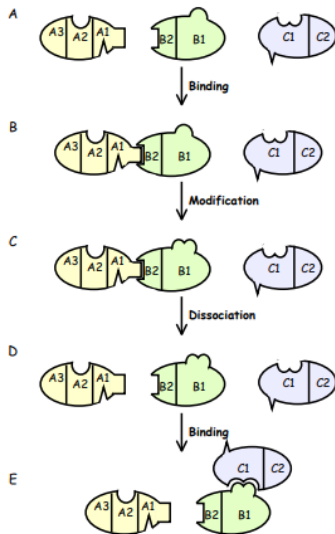 A
A3 A2 A1 B2 B1 C1 C2
Binding
B
A3 A2 A1 B2 B1 C1 C2
Modification
C
A3 A2 A1 B2 B1 C1 C2
Dissociation
D
A3 A2 A1 B2 B1 C1 C2
Binding
C1 C2
E
A3 A2 A1 B2 B1